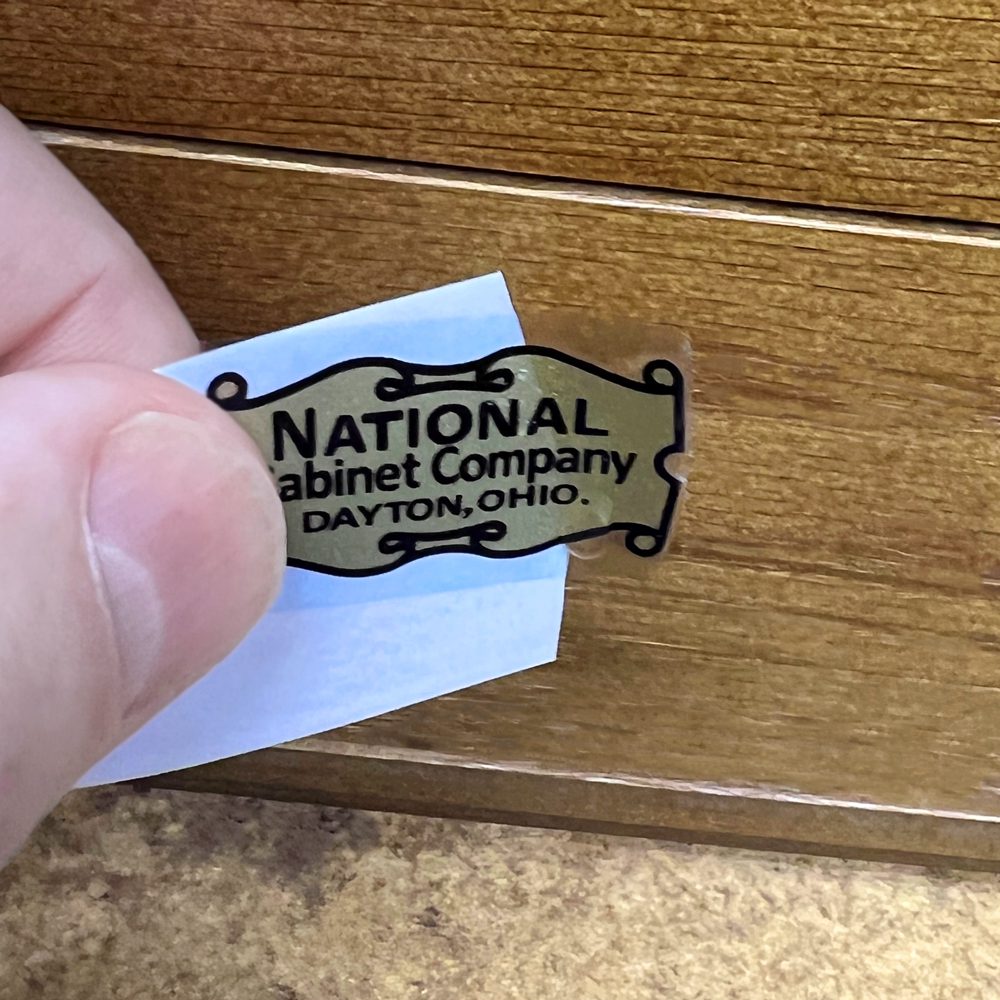 NATIONAL
abinet Company
DAYTON, OHIO.